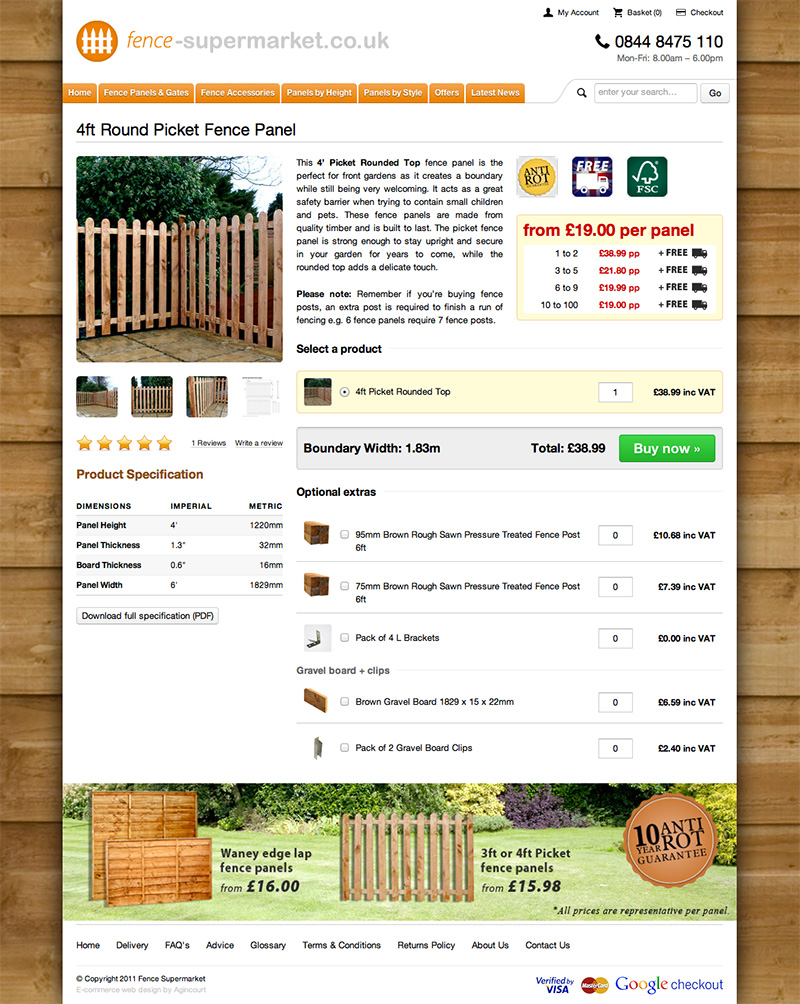 My Account Basket (0) Checkout
fence-supermarket.co.uk
0844 8475 110
Mon-Fri: 8.00am – 6.00pm
Home Fence Panels & Gates Fence Accessories Panels by Height Panels by Style Offers Latest News
enter your search... Go
4ft Round Picket Fence Panel
This 4' Picket Rounded Top fence panel is the
perfect for front gardens as it creates a boundary
while still being very welcoming. It acts as a great
safety barrier when trying to contain small children
and pets. These fence panels are made from
quality timber and is built to last. The picket fence
panel is strong enough to stay upright and secure
in your garden for years to come, while the
rounded top adds a delicate touch.
Please note: Remember if you're buying fence
posts, an extra post is required to finish a run of
fencing e.g. 6 fence panels require 7 fence posts.
ANTI
ROT
FREE
FSC
from £19.00 per panel
1 to 2 £38.99 pp + FREE
3 to 5 £21.80 pp + FREE
6 to 9 £19.99 pp + FREE
10 to 100 £19.00 pp + FREE
Select a product
4ft Picket Rounded Top 1 £38.99 inc VAT
Boundary Width: 1.83m Total: £38.99 Buy now »
1 Reviews Write a review
Product Specification
DIMENSIONS IMPERIAL METRIC
Panel Height 4' 1220mm
Panel Thickness 1.3" 32mm
Board Thickness 0.6" 16mm
Panel Width 6' 1829mm
Download full specification (PDF)
Optional extras
95mm Brown Rough Sawn Pressure Treated Fence Post
6ft
0 £10.68 inc VAT
75mm Brown Rough Sawn Pressure Treated Fence Post
6ft
0 £7.39 inc VAT
Pack of 4 L Brackets 0 £0.00 inc VAT
Gravel board + clips
Brown Gravel Board 1829 x 15 x 22mm 0 £6.59 inc VAT
Pack of 2 Gravel Board Clips 0 £2.40 inc VAT
Waney edge lap
fence panels
from £16.00
3ft or 4ft Picket
fence panels
from £15.98
10 ANTI
YEAR ROT
GUARANTEE
*All prices are representative per panel.
Home Delivery FAQ's Advice Glossary Terms & Conditions Returns Policy About Us Contact Us
© Copyright 2011 Fence Supermarket
E-commerce web design by Agincourt
Verified by
VISA
MasterCard
Google checkout